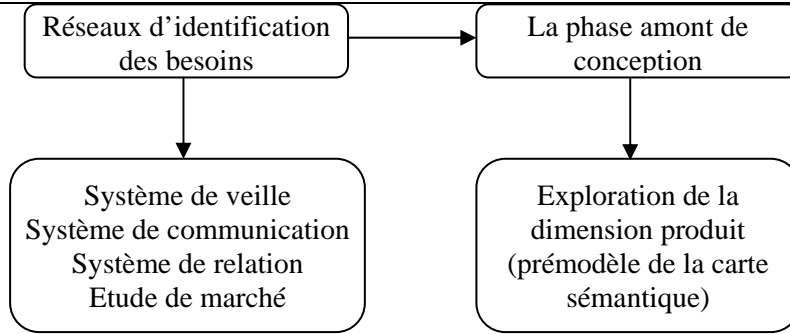 Réseaux d’identification
des besoins
La phase amont de
conception
Système de veille
Système de communication
Système de relation
Etude de marché
Exploration de la
dimension produit
(prémodèle de la carte
sémantique)